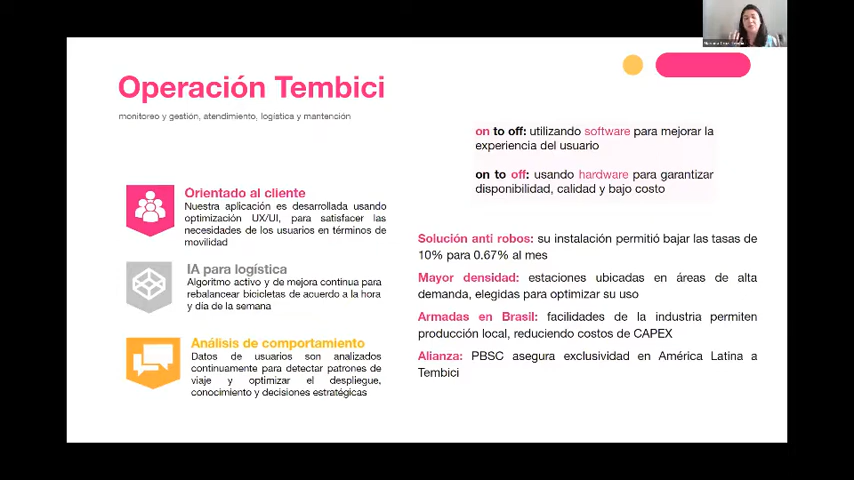 Operación Tembici
monitoreo y gestión, atendimiento, logística y mantención
Orientado al cliente
Nuestra aplicación es desarrollada usando
optimización UX/UI, para satisfacer las
necesidades de los usuarios en términos de
movilidad
IA para logística
Algoritmo activo y de mejora continua para
rebalancear bicicletas de acuerdo a la hora
y día de la semana
Análisis de comportamiento
Datos de usuarios son analizados
continuamente para detectar patrones de
viaje y optimizar el despliegue,
conocimiento y decisiones estratégicas
on to off: utilizando software para mejorar la
experiencia del usuario
on to off: usando hardware para garantizar
disponibilidad, calidad y bajo costo
Solución anti robos: su instalación permitió bajar las tasas de
10% para 0.67% al mes
Mayor densidad: estaciones ubicadas en áreas de alta
demanda, elegidas para optimizar su uso
Armadas en Brasil: facilidades de la industria permiten
producción local, reduciendo costos de CAPEX
Alianza: PBSC asegura exclusividad en América Latina a
Tembici